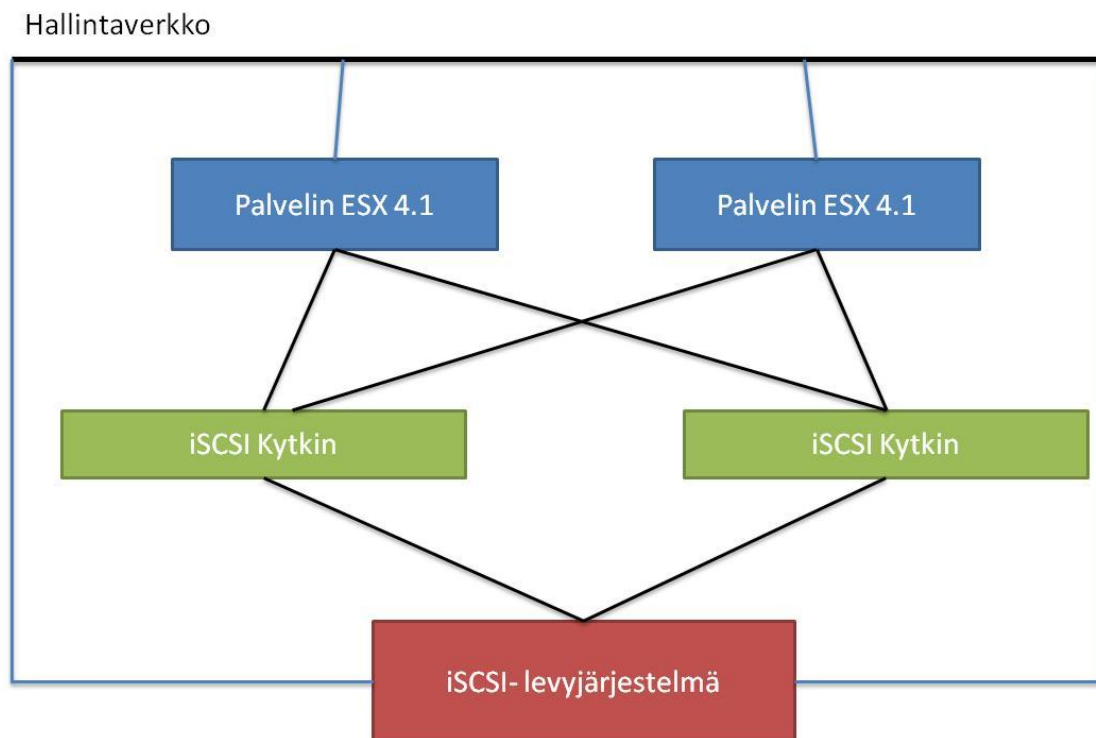 Hallintaverkko
Palvelin ESX 4.1
Palvelin ESX 4.1
iSCSI Kytkin
iSCSI Kytkin
iSCSI- levyjärjestelmä